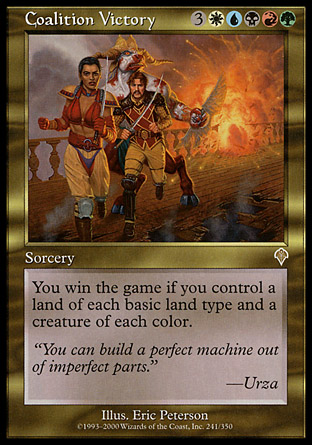 Coalition Victory 3
Sorcery
You win the game if you control a
land of each basic land type and a
creature of each color.
“You can build a perfect machine out
of imperfect parts.”
—Urza
Illus. Eric Peterson
©1993–2000 Wizards of the Coast, Inc. 241/350